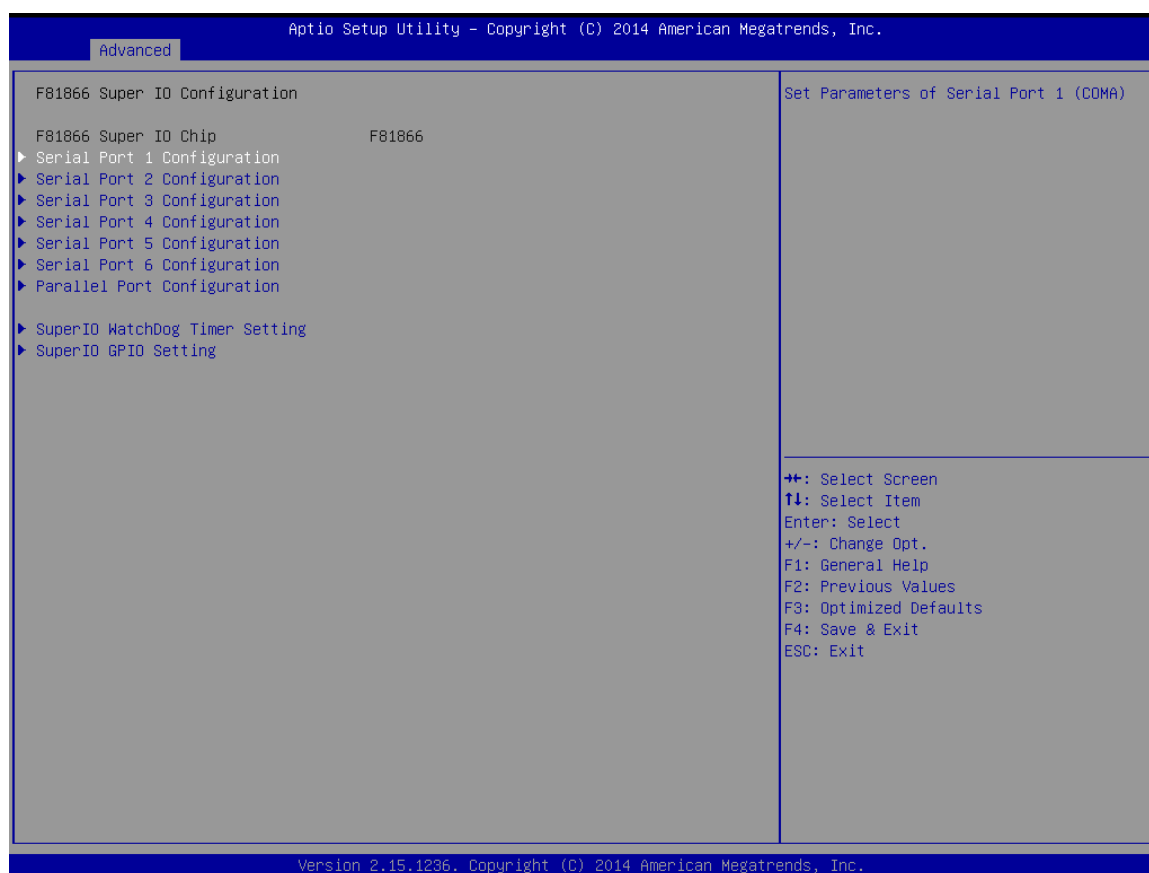 Aptio Setup Utility – Copyright (C) 2014 American Megatrends, Inc.
Advanced
F81866 Super IO Configuration
F81866 Super IO Chip F81866
Serial Port 1 Configuration
Serial Port 2 Configuration
Serial Port 3 Configuration
Serial Port 4 Configuration
Serial Port 5 Configuration
Serial Port 6 Configuration
Parallel Port Configuration
SuperIO WatchDog Timer Setting
SuperIO GPIO Setting
Set Parameters of Serial Port 1 (COMA)
→←: Select Screen
↑↓: Select Item
Enter: Select
+/-: Change Opt.
F1: General Help
F2: Previous Values
F3: Optimized Defaults
F4: Save & Exit
ESC: Exit
Version 2.15.1236. Copyright (C) 2014 American Megatrends, Inc.